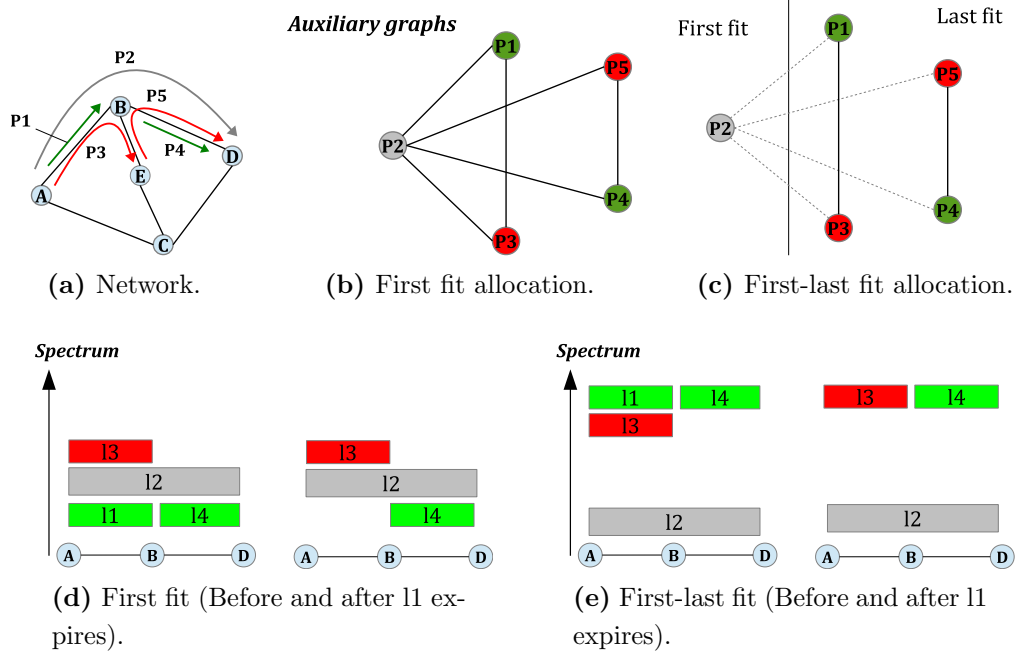 Auxiliary graphs
P2
P5
P1
P3
P4
A
B
E
D
C
P1
P5
P2
P4
P3
First fit
Last fit
P1
P5
P2
P4
P3
(a) Network.
(b) First fit allocation.
(c) First-last fit allocation.
Spectrum
l3
l2
l1
l4
A
B
D
l3
l2
l4
A
B
D
Spectrum
l1
l4
l3
l2
A
B
D
l3
l4
l2
A
B
D
(d) First fit (Before and after l1 ex-
pires).
(e) First-last fit (Before and after l1
expires).